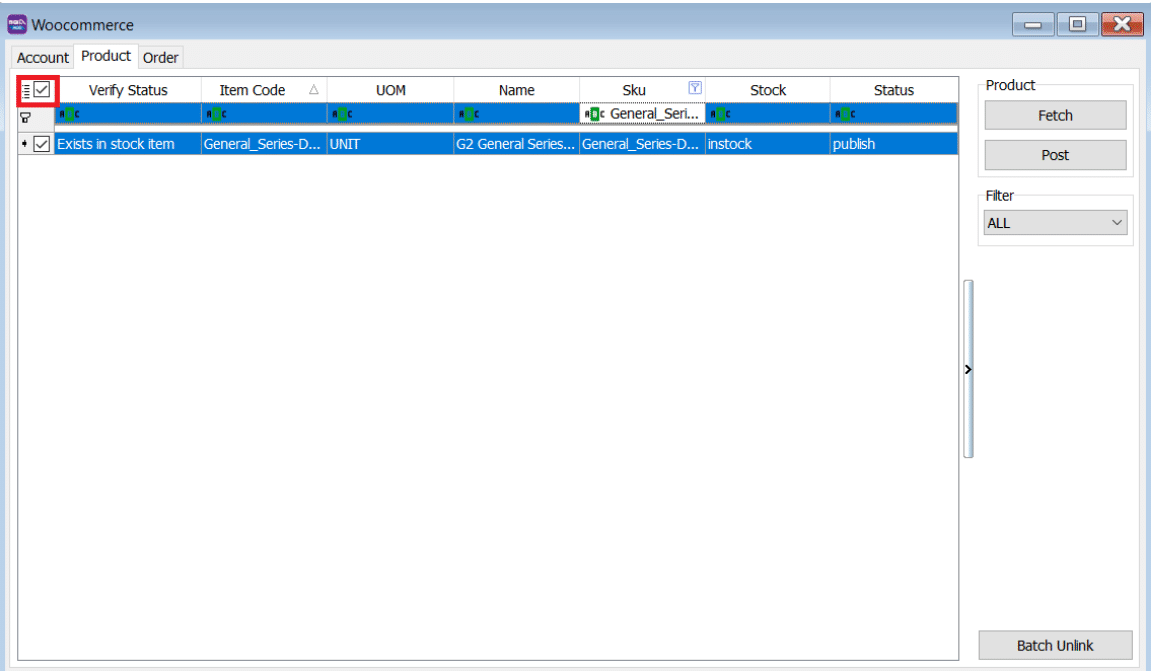 Woocommerce
Account Product Order
Verify Status Item Code UOM Name Sku Stock Status
General_Seri...
Exists in stock item General_Series-D... UNIT G2 General Series... General_Series-D... instock publish
Product
Fetch
Post
Filter
ALL
Batch Unlink